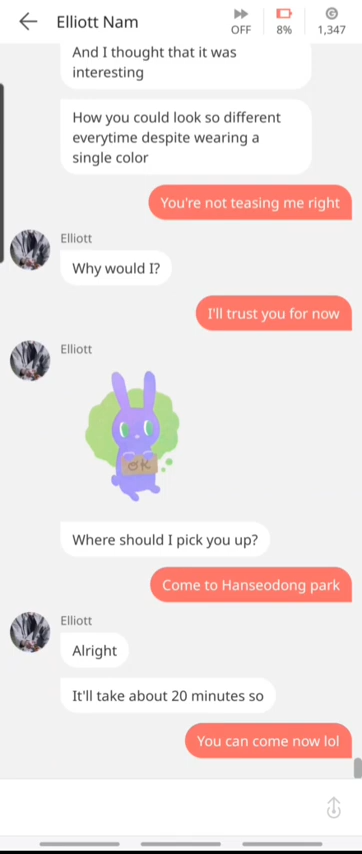 Elliott Nam
OFF
8%
1,347
And I thought that it was
interesting
How you could look so different
everytime despite wearing a
single color
You're not teasing me right
Elliott
Why would I?
I'll trust you for now
Elliott
OK
Where should I pick you up?
Come to Hanseodong park
Elliott
Alright
It'll take about 20 minutes so
You can come now lol